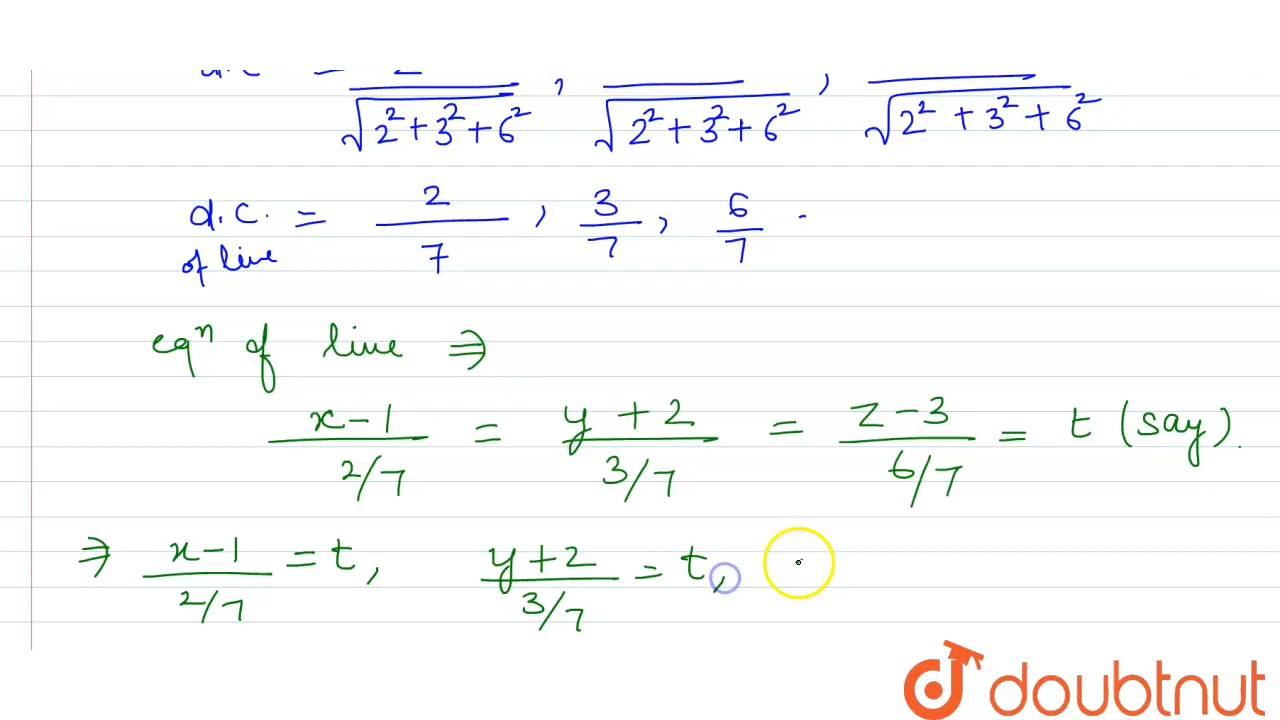 2
√2²+3²+6² , √2²+3²+6² , √2²+3²+6²
d.c. = 2/7 , 3/7 , 6/7 .
of line
eqⁿ of line ⇒
x-1 / 2/7 = y+2 / 3/7 = z-3 / 6/7 = t (say).
⇒ x-1 / 2/7 = t, y+2 / 3/7 = t,
doubtnut